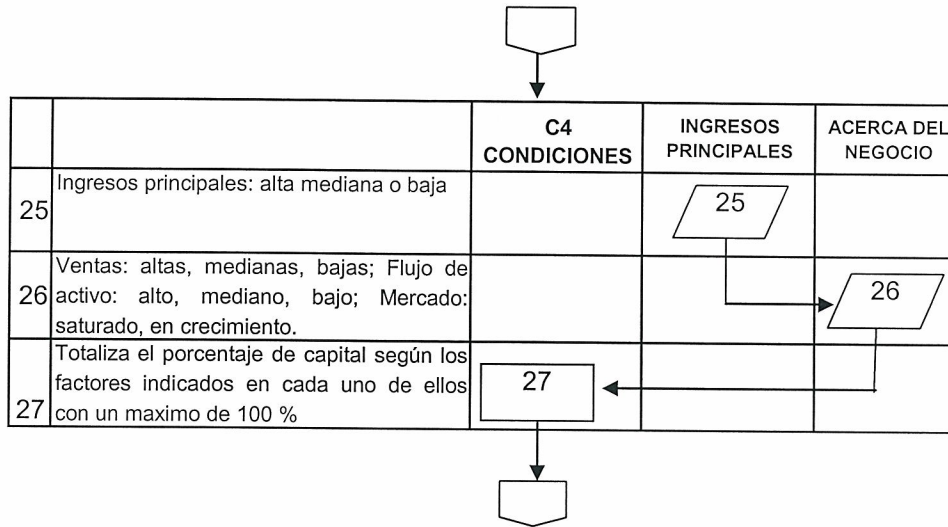 C4
CONDICIONES
INGRESOS
PRINCIPALES
ACERCA DEL
NEGOCIO
25
Ingresos principales: alta mediana o baja
25
26
Ventas: altas, medianas, bajas; Flujo de
activo: alto, mediano, bajo; Mercado:
saturado, en crecimiento.
26
27
Totaliza el porcentaje de capital según los
factores indicados en cada uno de ellos
con un maximo de 100 %
27